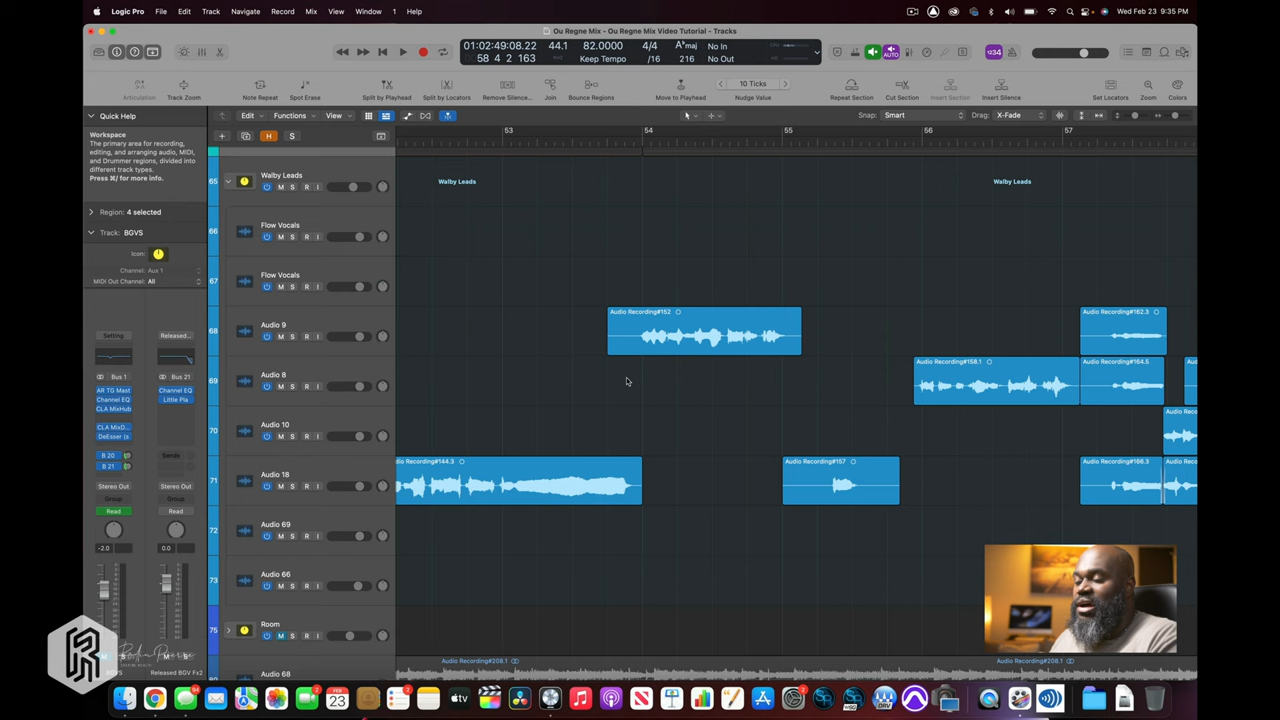 Logic Pro File Edit Track Navigate Record Mix View Window 1 Help
Wed Feb 23 9:35 PM
Ou Regne Mix - Ou Regne Mix Video Tutorial - Tracks
01:02:49:08.22 44.1 82.0000 4/4 A♭maj No In
58 4 2 163 Keep Tempo /16 216 No Out
CPU
AUTO
1234
Articulation Track Zoom Note Repeat Spot Erase Split by Playhead Split by Locators Remove Silence... Join Bounce Regions
10 Ticks
Move to Playhead Nudge Value Repeat Section Cut Section Insert Section Insert Silence Set Locators Zoom Colors
Quick Help
Edit Functions View
Snap: Smart Drag: X-Fade
Workspace
The primary area for recording,
editing, and arranging audio, MIDI,
and Drummer regions, divided into
different track types.
Press ⌘/ for more info.
H S
53 54 55 56 57
Region: 4 selected
Track: BGVS
Icon:
Channel: Aux 1
MIDI Out Channel: All
Setting Released...
Bus 1 Bus 21
AR TG Mast Channel EQ
Channel EQ Little Pla
CLA MixHub
CLA MixD...
DeEsser (s
B 20 Sends
B 21
Stereo Out Stereo Out
Group Group
Read Read
-2.0 0.0
M S M S
BGVS Released BGV Fx2
65 Walby Leads
M S R I
Walby Leads Walby Leads
66 Flow Vocals
M S R I
67 Flow Vocals
M S R I
68 Audio 9
M S R I
Audio Recording#152 Audio Recording#162.3
69 Audio 8
M S R I
Audio Recording#158.1 Audio Recording#164.5
70 Audio 10
M S R I
Audio Reco
71 Audio 18
M S R I
dio Recording#144.3 Audio Recording#157 Audio Recording#166.3 Audio Reco
72 Audio 69
M S R I
73 Audio 66
M S R I
75 Room
M S R I
Audio 68
Audio Recording#208.1 Audio Recording#208.1
FEB
23
tv